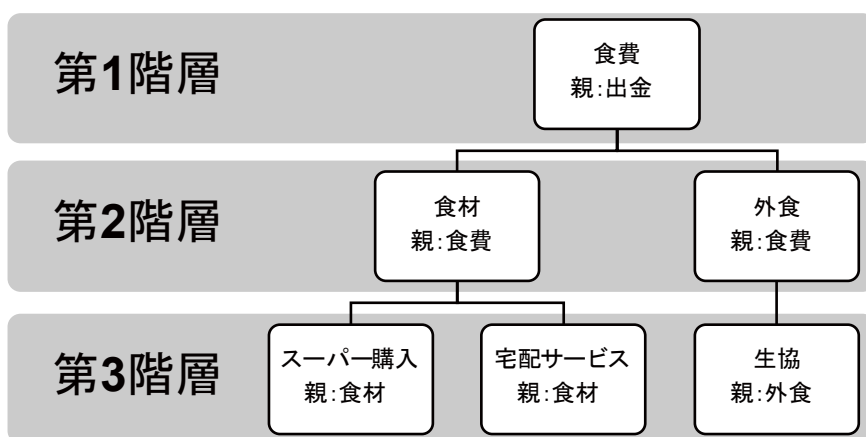 第1階層
食費
親:出金
第2階層
食材
親:食費
外食
親:食費
第3階層
スーパー購入
親:食材
宅配サービス
親:食材
生協
親:外食